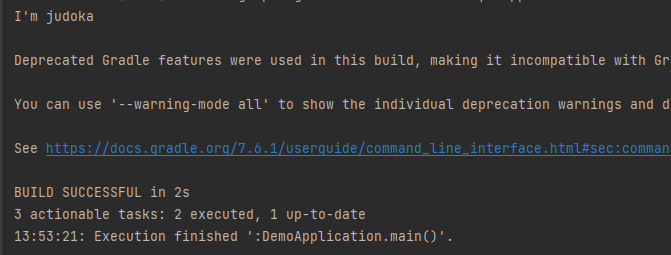 I'm judoka
Deprecated Gradle features were used in this build, making it incompatible with Gr
You can use '--warning-mode all' to show the individual deprecation warnings and d
See https://docs.gradle.org/7.6.1/userguide/command_line_interface.html#sec:comman
BUILD SUCCESSFUL in 2s
3 actionable tasks: 2 executed, 1 up-to-date
13:53:21: Execution finished ':DemoApplication.main()'.